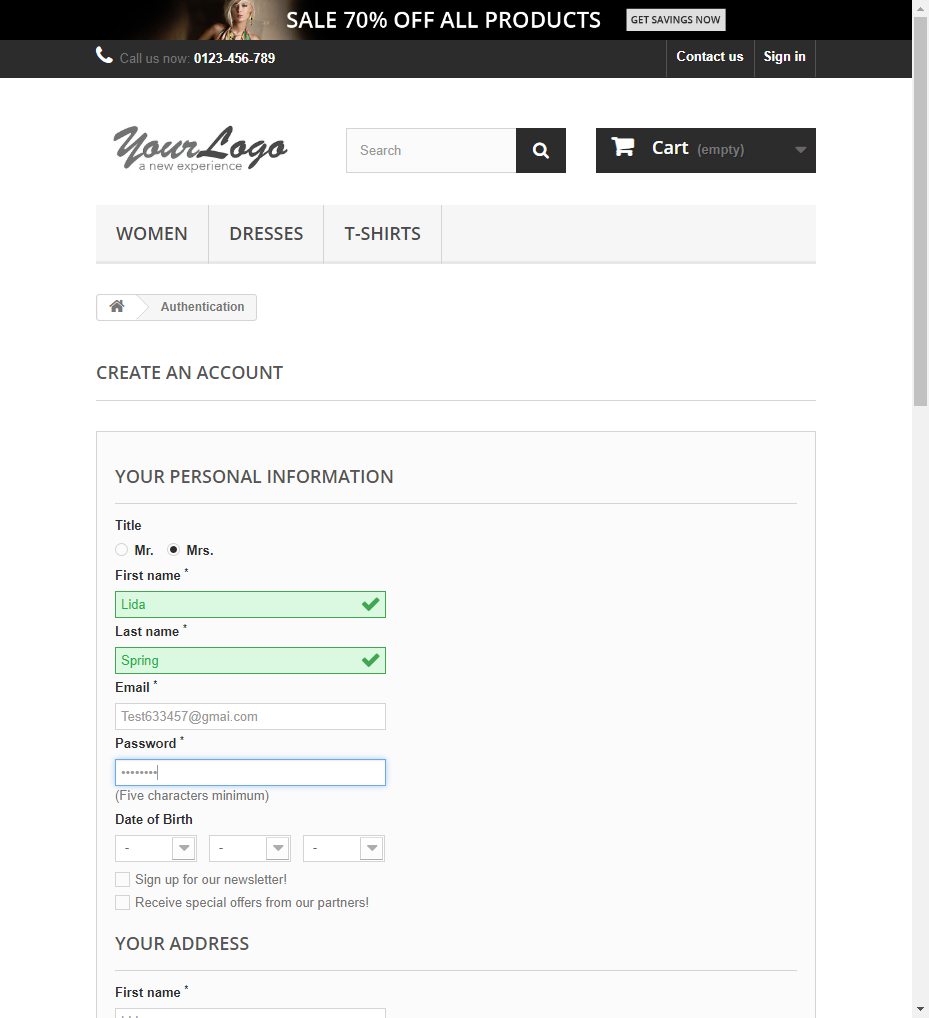 SALE 70% OFF ALL PRODUCTS GET SAVINGS NOW
Call us now: 0123-456-789 Contact us Sign in
YourLogo
a new experience
Search
Cart (empty)
WOMEN DRESSES T-SHIRTS
Authentication
CREATE AN ACCOUNT
YOUR PERSONAL INFORMATION
Title
Mr. Mrs.
First name *
Lida
Last name *
Spring
Email *
Test633457@gmai.com
Password *
••••••••
(Five characters minimum)
Date of Birth
- - -
Sign up for our newsletter!
Receive special offers from our partners!
YOUR ADDRESS
First name *